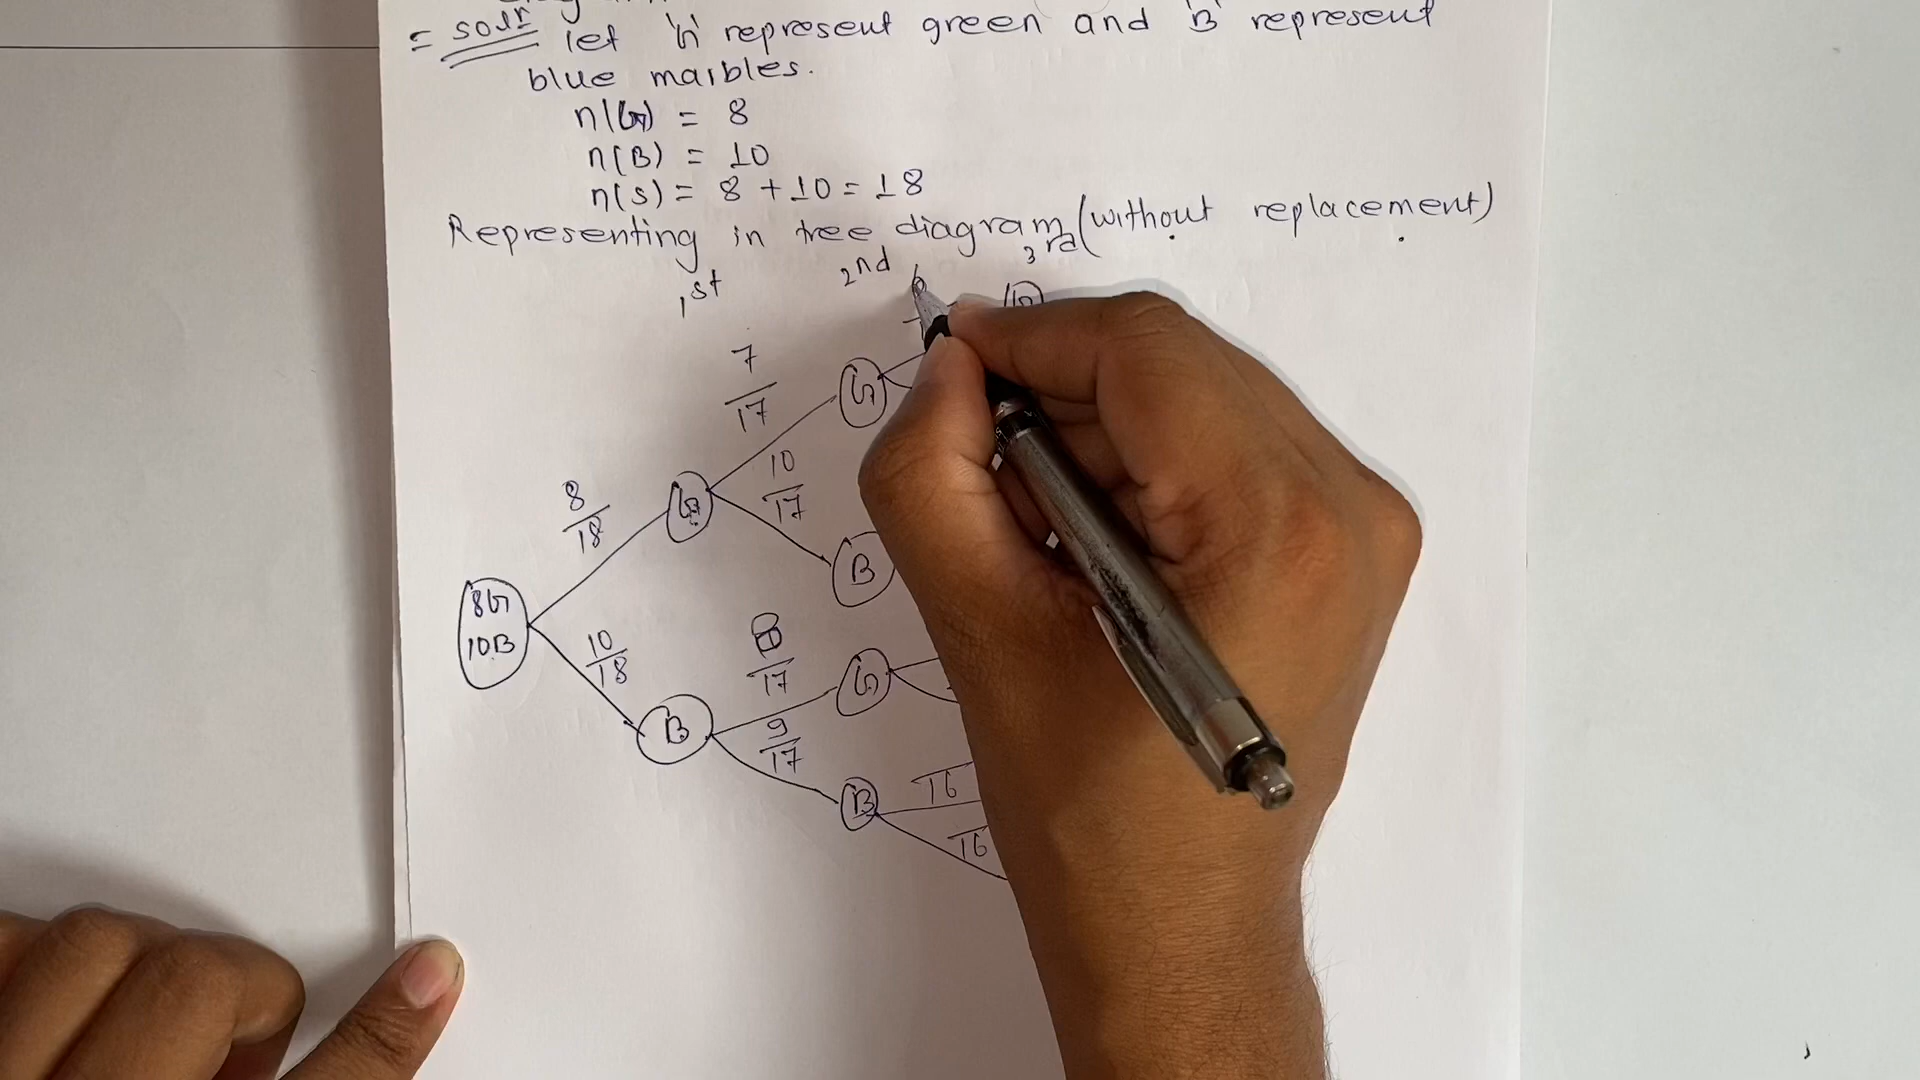 = solⁿ let 'G' represent green and 'B' represent
blue marbles.
n(G) = 8
n(B) = 10
n(S) = 8 + 10 = 18
Representing in tree diagram (without replacement)
1st 2nd 3rd
6
7/17 G
8/18 G
10/17 B
8G
10B
10/18 B
8/17 G
9/17 B
16
16